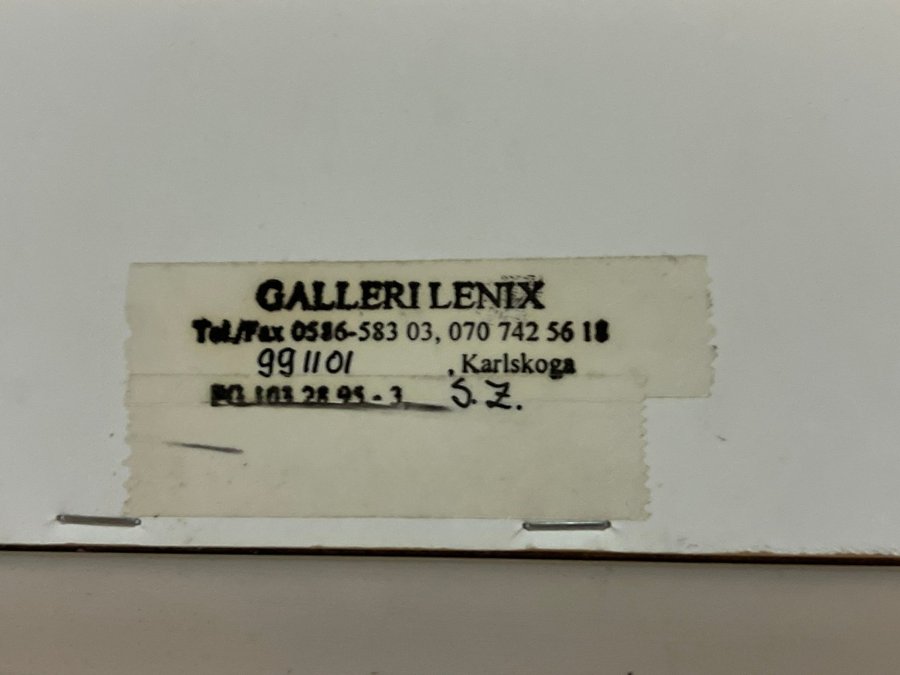 GALLERI LENIX
Tel./Fax 0586-583 03, 070 742 56 18
991101 , Karlskoga
PG 103 28 95 - 3 S.Z.